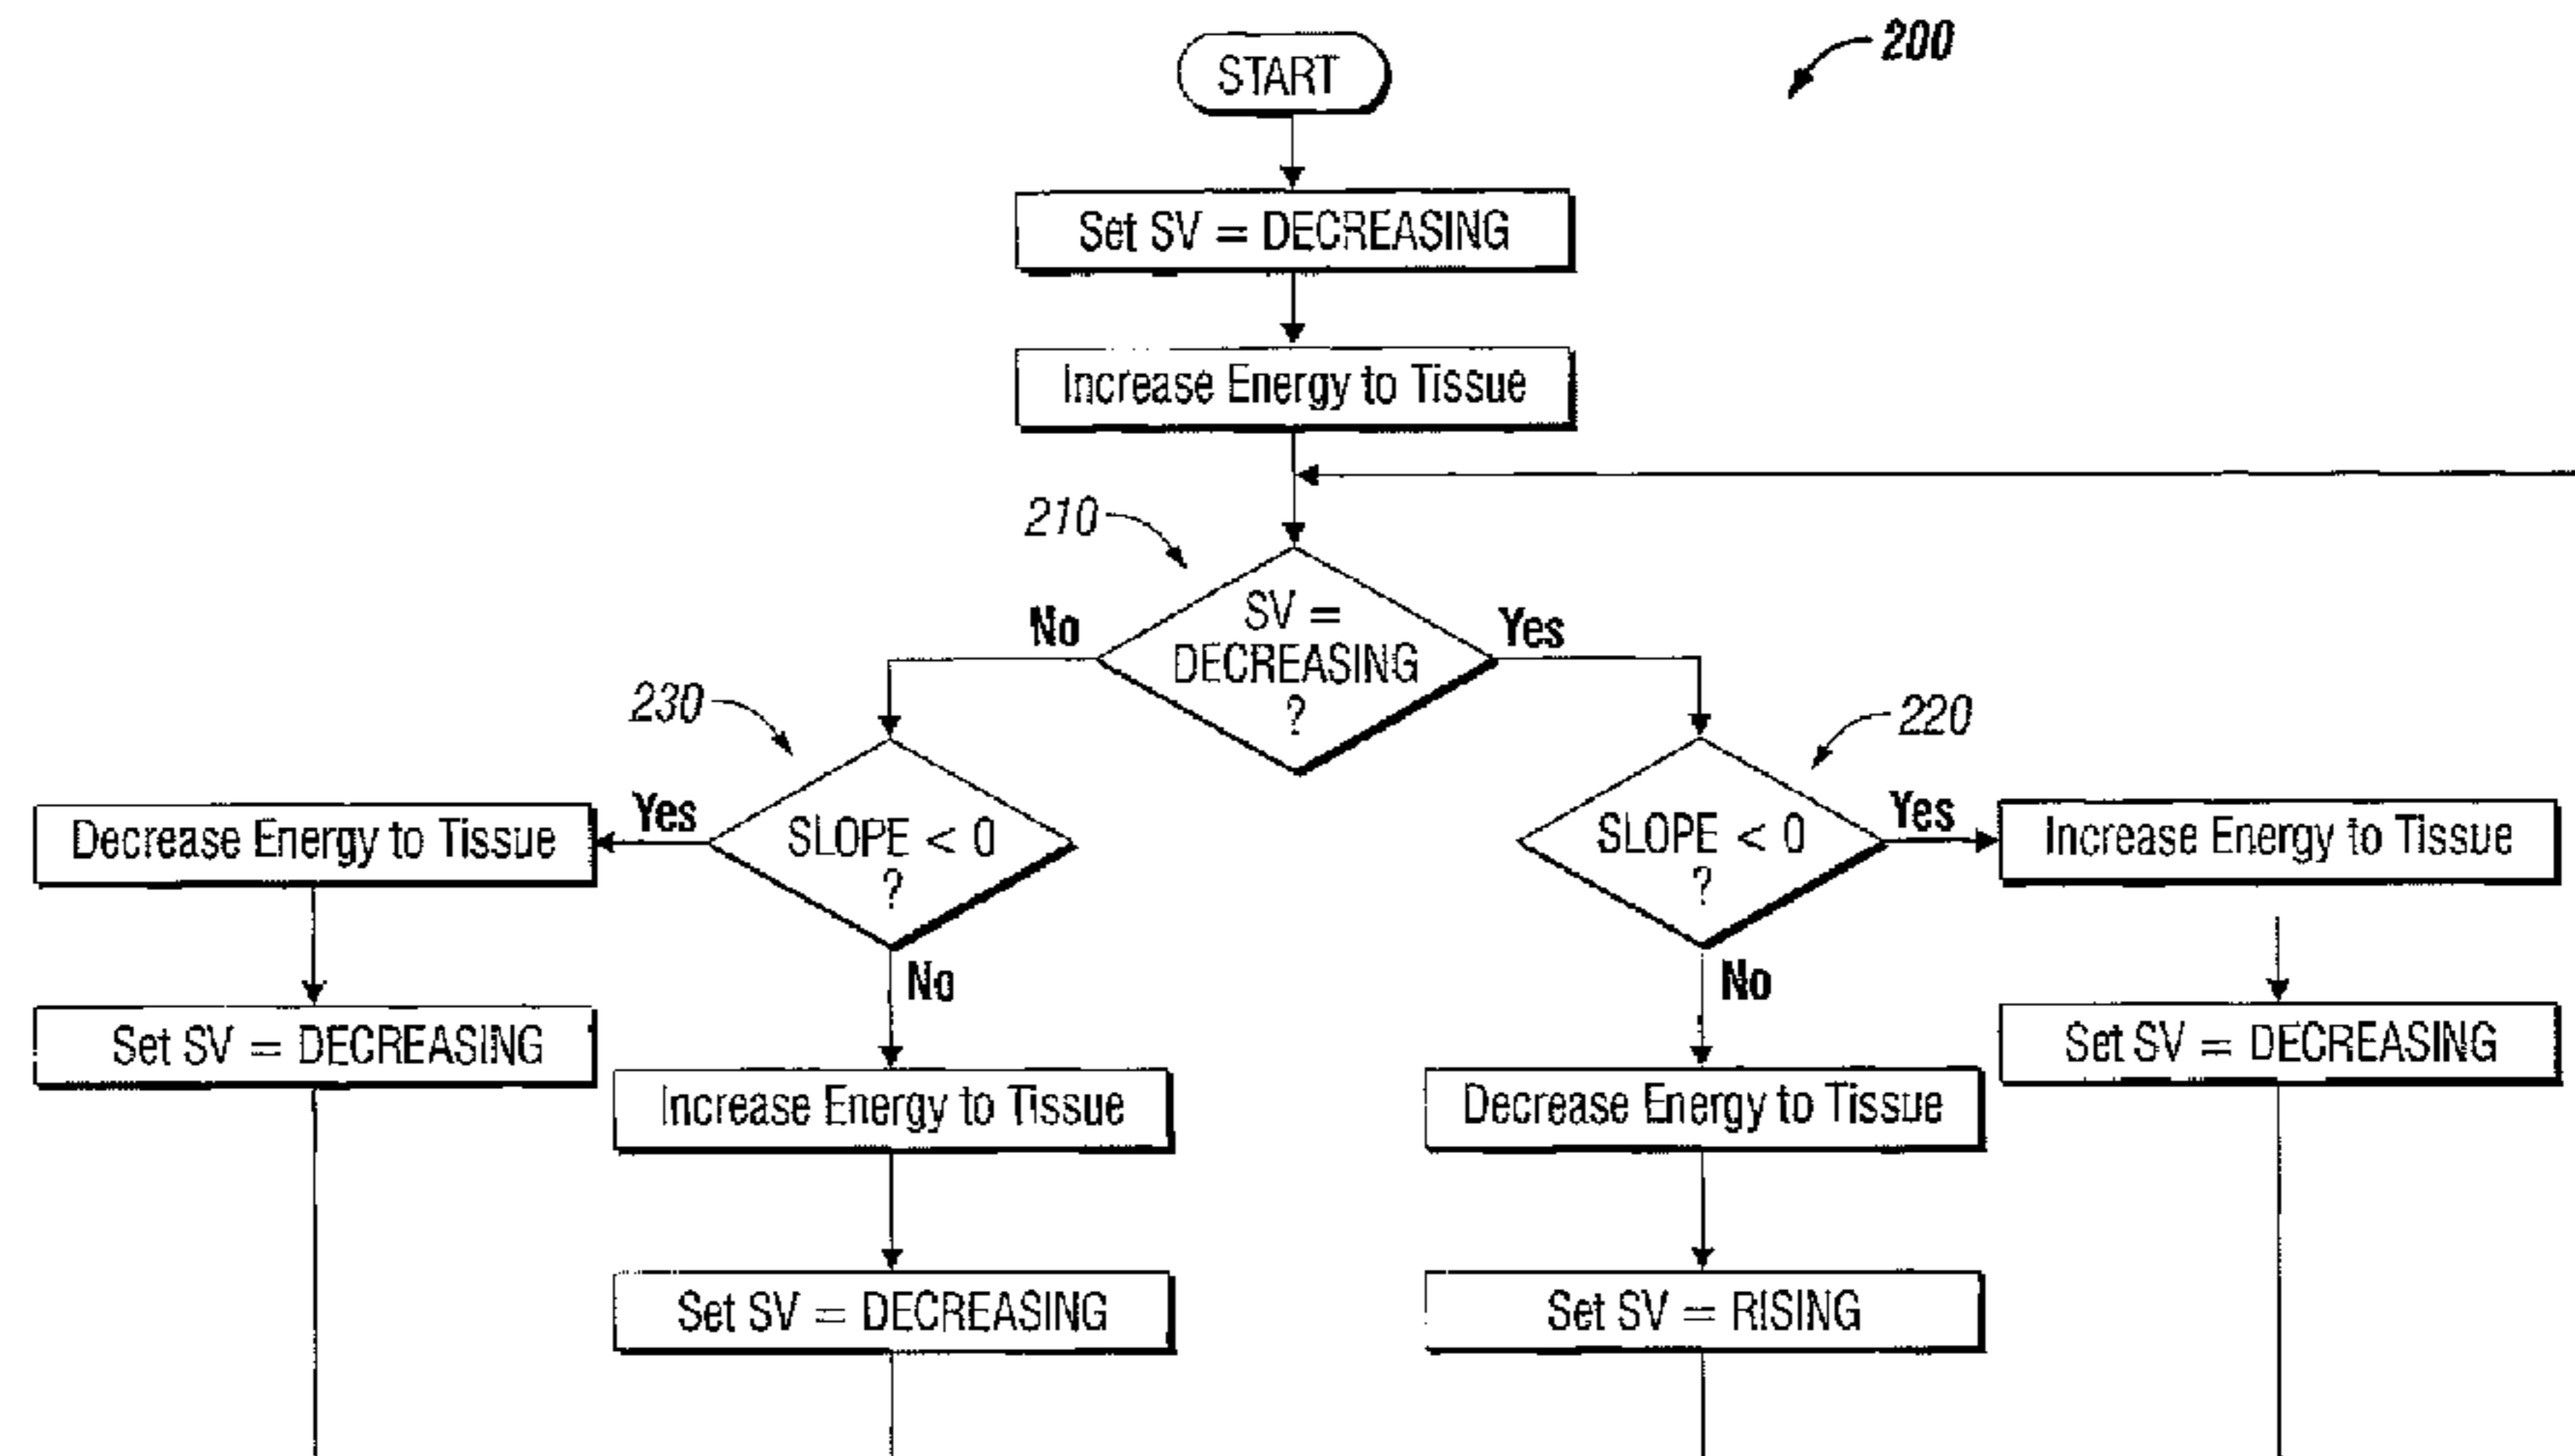 200
START
Set SV = DECREASING
Increase Energy to Tissue
210
SV =
DECREASING
?
No
Yes
230
220
SLOPE < 0
?
Yes
No
Decrease Energy to Tissue
Set SV = DECREASING
Increase Energy to Tissue
Set SV = DECREASING
SLOPE < 0
?
Yes
No
Increase Energy to Tissue
Set SV = DECREASING
Decrease Energy to Tissue
Set SV = RISING